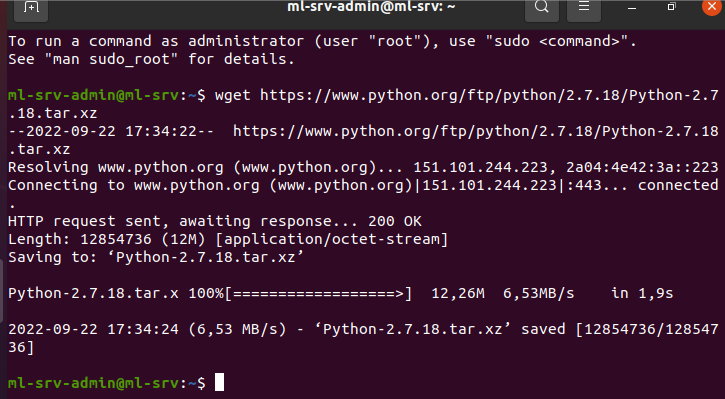 ml-srv-admin@ml-srv: ~
To run a command as administrator (user "root"), use "sudo <command>".
See "man sudo_root" for details.
ml-srv-admin@ml-srv:~$ wget https://www.python.org/ftp/python/2.7.18/Python-2.7
.18.tar.xz
--2022-09-22 17:34:22--  https://www.python.org/ftp/python/2.7.18/Python-2.7.18
.tar.xz
Resolving www.python.org (www.python.org)... 151.101.244.223, 2a04:4e42:3a::223
Connecting to www.python.org (www.python.org)|151.101.244.223|:443... connected
.
HTTP request sent, awaiting response... 200 OK
Length: 12854736 (12M) [application/octet-stream]
Saving to: ‘Python-2.7.18.tar.xz’
Python-2.7.18.tar.x 100%[==================>]  12,26M  6,53MB/s    in 1,9s
2022-09-22 17:34:24 (6,53 MB/s) - ‘Python-2.7.18.tar.xz’ saved [12854736/128547
36]
ml-srv-admin@ml-srv:~$